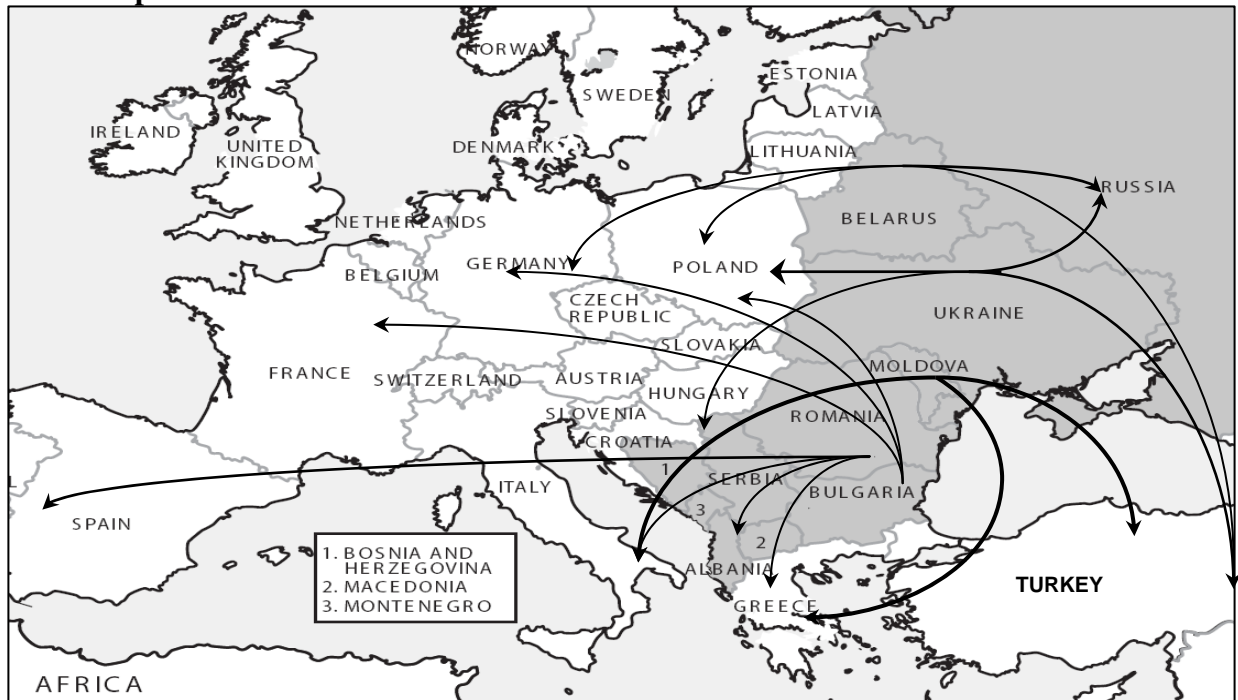 NORWAY
SWEDEN
ESTONIA
LATVIA
LITHUANIA
IRELAND
UNITED
KINGDOM
DENMARK
NETHERLANDS
BELGIUM
GERMANY
POLAND
BELARUS
RUSSIA
CZECH
REPUBLIC
SLOVAKIA
UKRAINE
FRANCE
SWITZERLAND
AUSTRIA
HUNGARY
MOLDOVA
SLOVENIA
CROATIA
ROMANIA
1
SERBIA
BULGARIA
ITALY
3
SPAIN
2
ALBANIA
GREECE
TURKEY
1. BOSNIA AND
HERZEGOVINA
2. MACEDONIA
3. MONTENEGRO
AFRICA